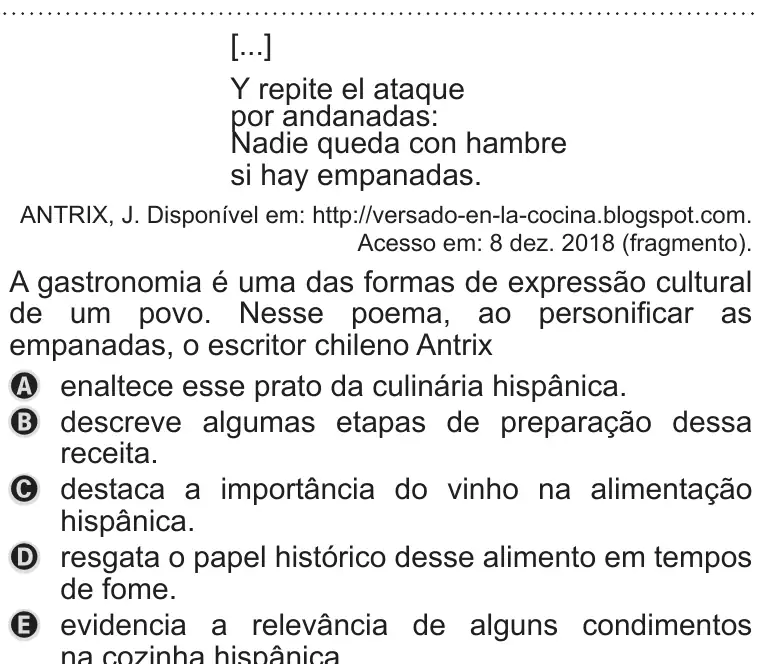 [...]
Y repite el ataque
por andanadas:
Nadie queda con hambre
si hay empanadas.
ANTRIX, J. Disponível em: http://versado-en-la-cocina.blogspot.com.
Acesso em: 8 dez. 2018 (fragmento).
A gastronomia é uma das formas de expressão cultural
de um povo. Nesse poema, ao personificar as
empanadas, o escritor chileno Antrix
A enaltece esse prato da culinária hispânica.
B descreve algumas etapas de preparação dessa
receita.
C destaca a importância do vinho na alimentação
hispânica.
D resgata o papel histórico desse alimento em tempos
de fome.
E evidencia a relevância de alguns condimentos
na cozinha hispânica